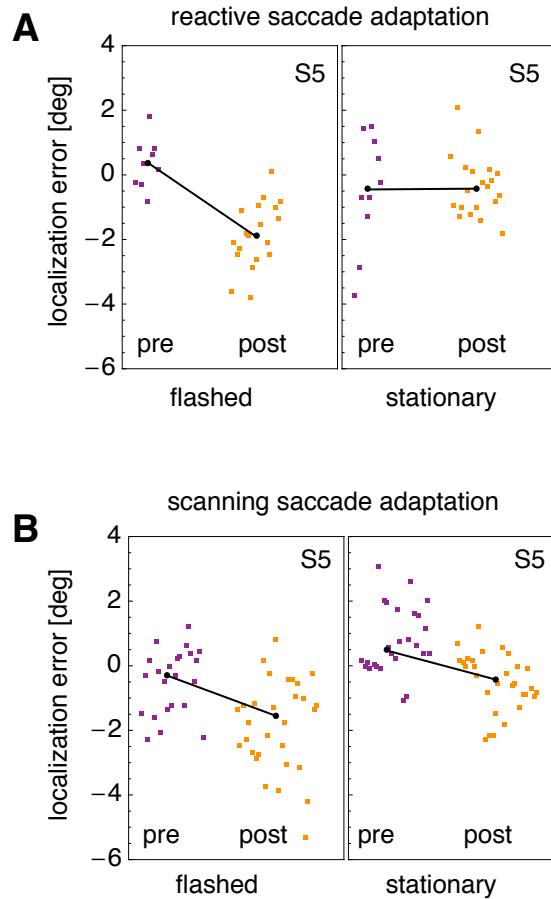 A
reactive saccade adaptation
localization error [deg]
4
2
0
−2
−4
−6
S5
S5
pre
post
pre
post
flashed
stationary
B
scanning saccade adaptation
localization error [deg]
4
2
0
−2
−4
−6
S5
S5
pre
post
pre
post
flashed
stationary